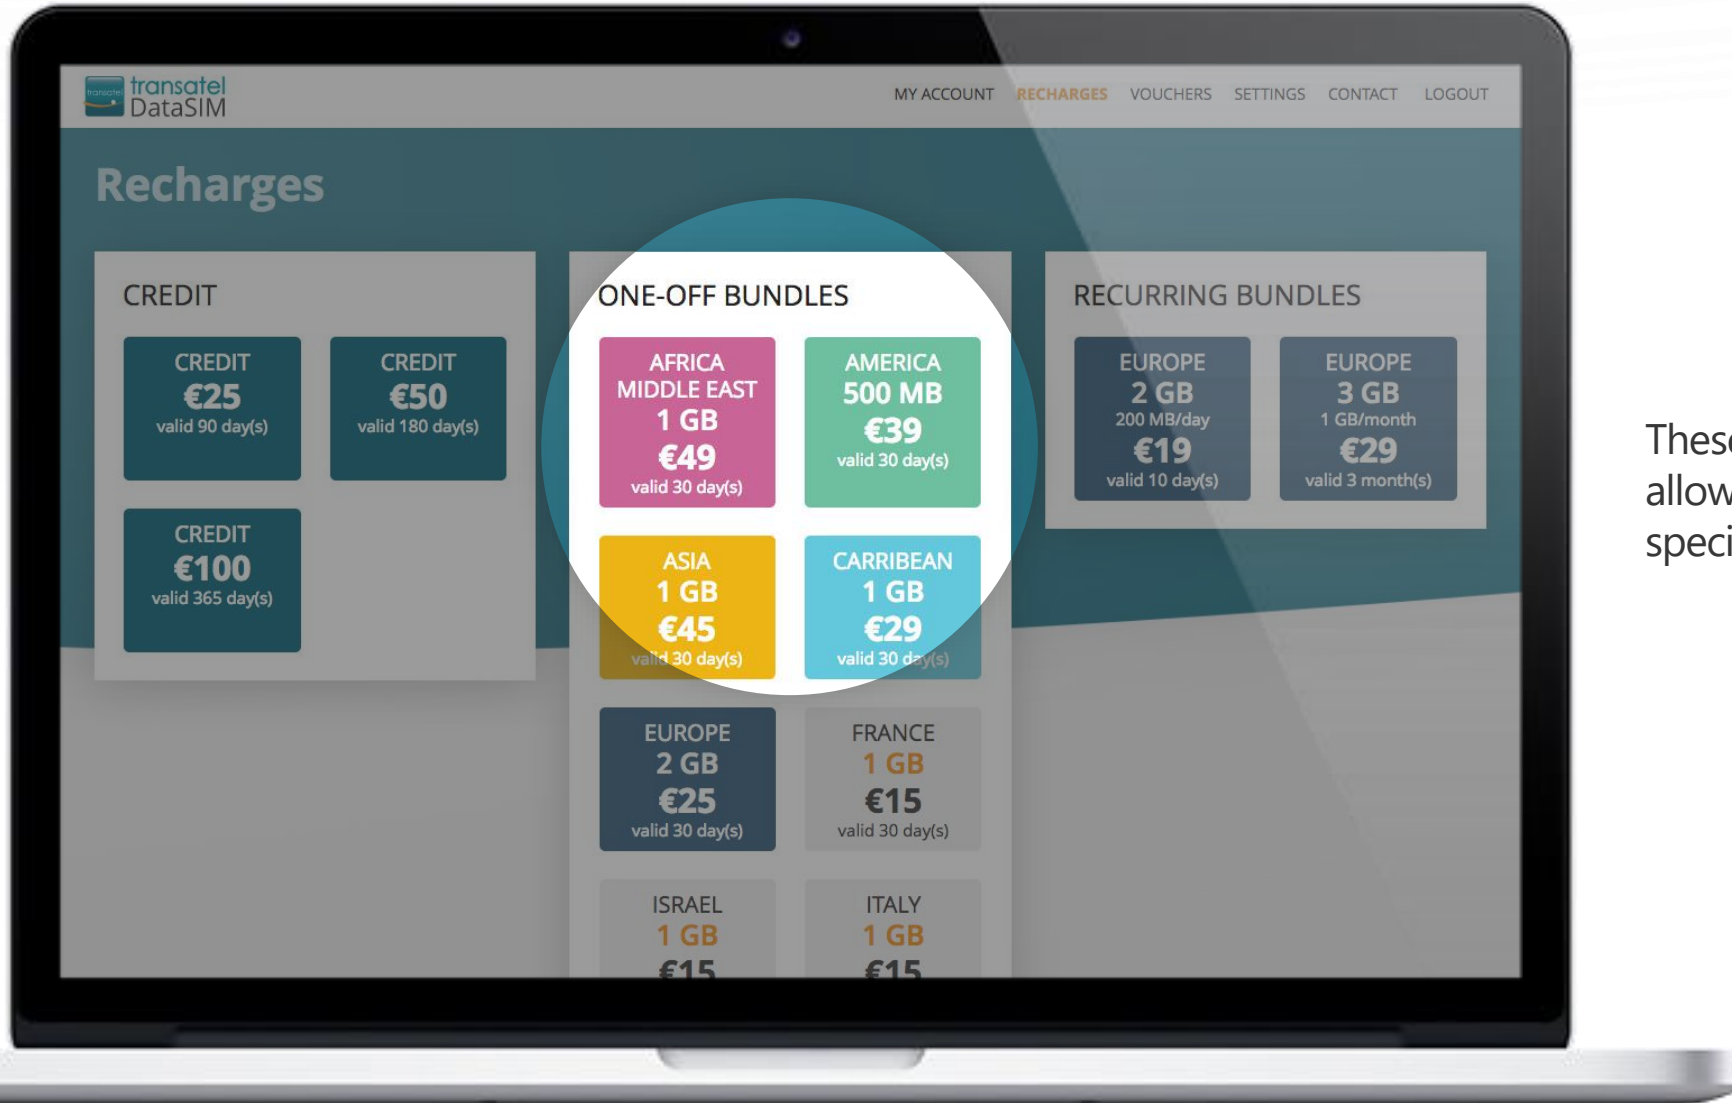 transatel
transatel
DataSIM
MY ACCOUNT RECHARGES VOUCHERS SETTINGS CONTACT LOGOUT
Recharges
CREDIT
CREDIT
€25
valid 90 day(s)
CREDIT
€50
valid 180 day(s)
CREDIT
€100
valid 365 day(s)
ONE-OFF BUNDLES
AFRICA
MIDDLE EAST
1 GB
€49
valid 30 day(s)
AMERICA
500 MB
€39
valid 30 day(s)
ASIA
1 GB
€45
valid 30 day(s)
CARRIBEAN
1 GB
€29
valid 30 day(s)
EUROPE
2 GB
€25
valid 30 day(s)
FRANCE
1 GB
€15
valid 30 day(s)
ISRAEL
1 GB
€15
ITALY
1 GB
€15
RECURRING BUNDLES
EUROPE
2 GB
200 MB/day
€19
valid 10 day(s)
EUROPE
3 GB
1 GB/month
€29
valid 3 month(s)